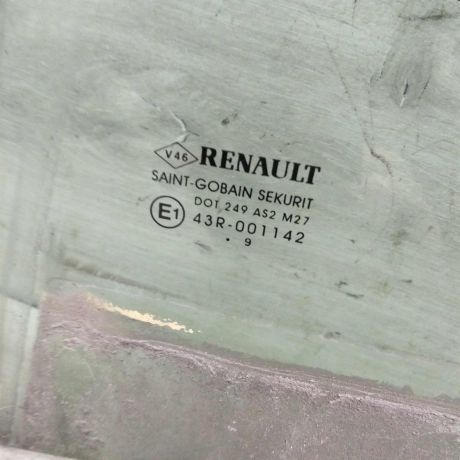 V46 RENAULT
SAINT-GOBAIN SEKURIT
DOT 249 AS2 M27
E1 43R-001142
. 9